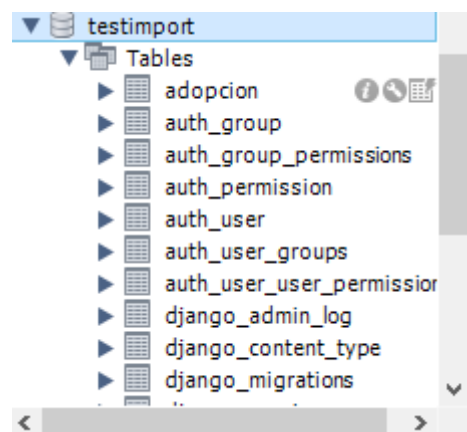 testimport
Tables
adopcion
auth_group
auth_group_permissions
auth_permission
auth_user
auth_user_groups
auth_user_user_permission
django_admin_log
django_content_type
django_migrations